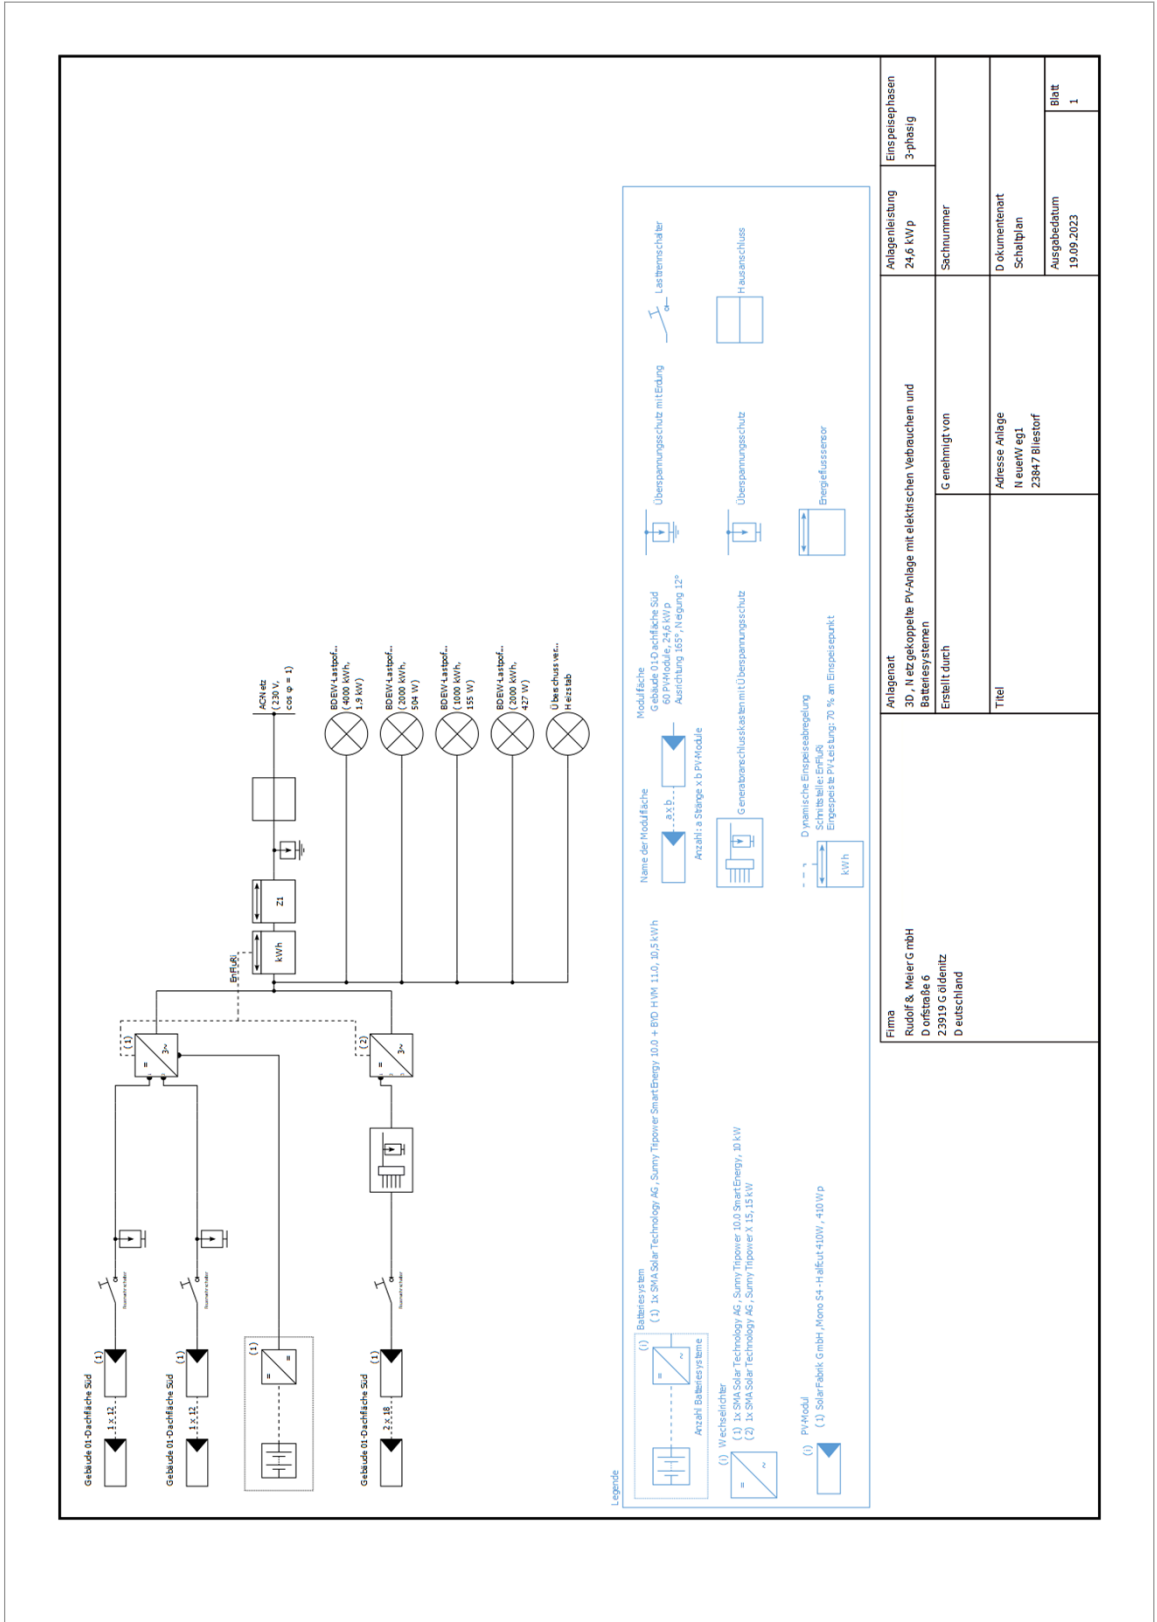 Gebäude 01-Dachfläche Süd
(1)
1 x 12
Gebäude 01-Dachfläche Süd
(1)
1 x 12
(1)
Gebäude 01-Dachfläche Süd
(1)
2 x 18
(1)
=
3~
(2)
=
3~
EnFluRi
kWh
Z1
AC-Netz
(230 V,
cos φ = 1)
BDEW-Lastprof...
(4000 kWh,
1,9 kW)
BDEW-Lastprof...
(2000 kWh,
504 W)
BDEW-Lastprof...
(1000 kWh,
155 W)
BDEW-Lastprof...
(2000 kWh,
427 W)
Überschussver...
Heizstab
Legende
(i) Batteriesystem
(1) 1x SMA Solar Technology AG, Sunny Tripower Smart Energy 10.0 + BYD HVM 11.0, 10,5 kWh
Anzahl Batteriesysteme
(i) Wechselrichter
(1) 1x SMA Solar Technology AG, Sunny Tripower 10.0 Smart Energy, 10 kW
(2) 1x SMA Solar Technology AG, Sunny Tripower X 15, 15 kW
(i) PV-Modul
(1) Solar Fabrik GmbH, Mono S4 - Halfcut 410W, 410 Wp
Name der Modulfläche
a x b
Anzahl: a Stränge x b PV-Module
Modulfläche
Gebäude 01-Dachfläche Süd
60 PV-Module, 24,6 kWp
Ausrichtung 165°, Neigung 12°
Generatoranschlusskasten mit Überspannungsschutz
kWh
Dynamische Einspeiseabregelung
Schnittstelle: EnFluRi
Eingespeiste PV-Leistung: 70 % am Einspeisepunkt
Überspannungsschutz mit Erdung
Überspannungsschutz
Energieflusssensor
Lasttrennschalter
Hausanschluss
Firma
Rudolf & Meier GmbH
Dorfstraße 6
23919 Göldenitz
Deutschland
Anlagenart
3D, Netzgekoppelte PV-Anlage mit elektrischen Verbrauchern und
Batteriesystemen
Anlagenleistung
24,6 kWp
Einspeisephasen
3-phasig
Erstellt durch
Genehmigt von
Sachnummer
Titel
Adresse Anlage
Neuer Weg1
23847 Bliestorf
Dokumentenart
Schaltplan
Ausgabedatum
19.09.2023
Blatt
1